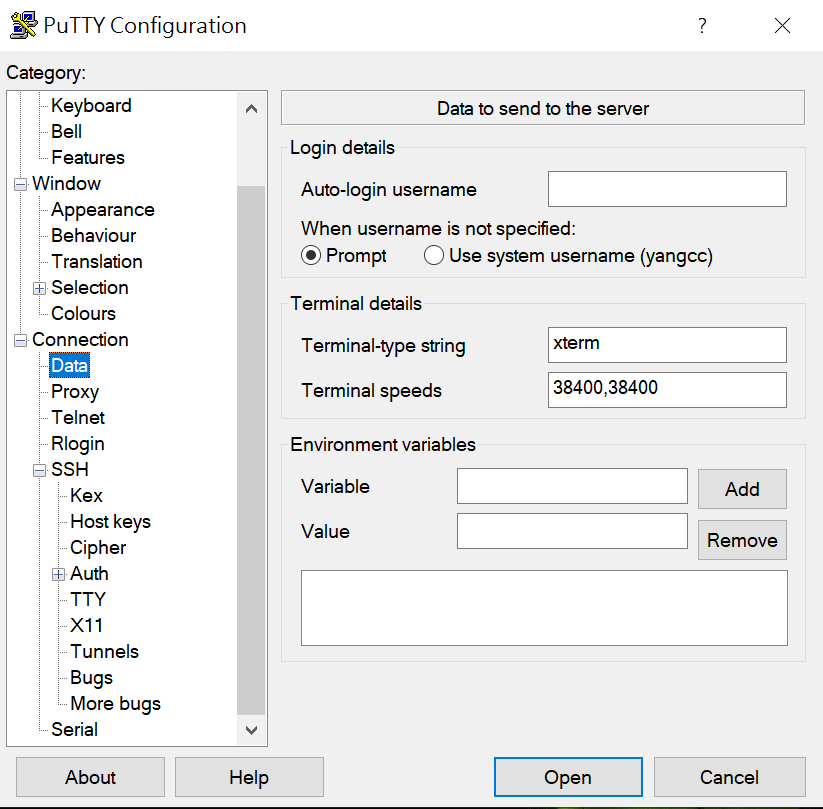 PuTTY Configuration
?
Category:
Keyboard
Bell
Features
Window
Appearance
Behaviour
Translation
Selection
Colours
Connection
Data
Proxy
Telnet
Rlogin
SSH
Kex
Host keys
Cipher
Auth
TTY
X11
Tunnels
Bugs
More bugs
Serial
Data to send to the server
Login details
Auto-login username
When username is not specified:
Prompt Use system username (yangcc)
Terminal details
Terminal-type string xterm
Terminal speeds 38400,38400
Environment variables
Variable Add
Value Remove
About Help Open Cancel